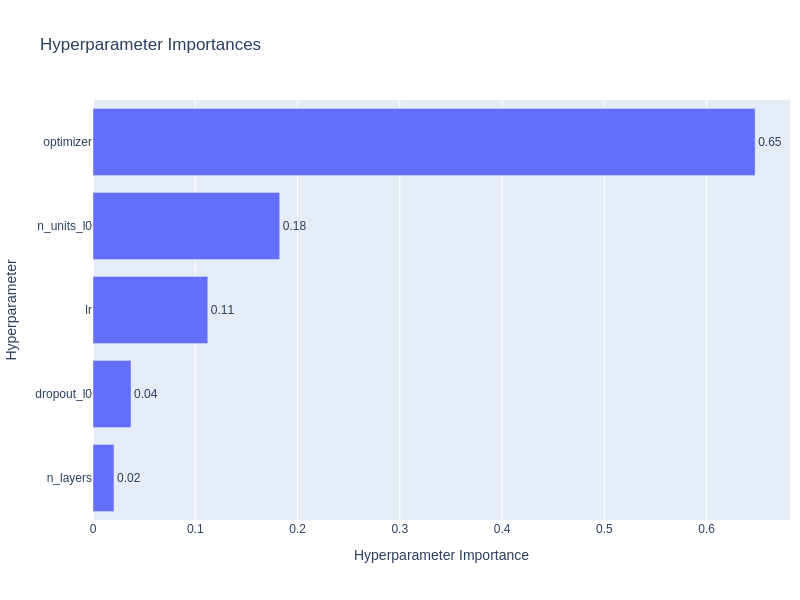 Hyperparameter Importances
optimizer
0.65
n_units_l0
0.18
lr
0.11
dropout_l0
0.04
n_layers
0.02
0
0.1
0.2
0.3
0.4
0.5
0.6
Hyperparameter Importance
Hyperparameter